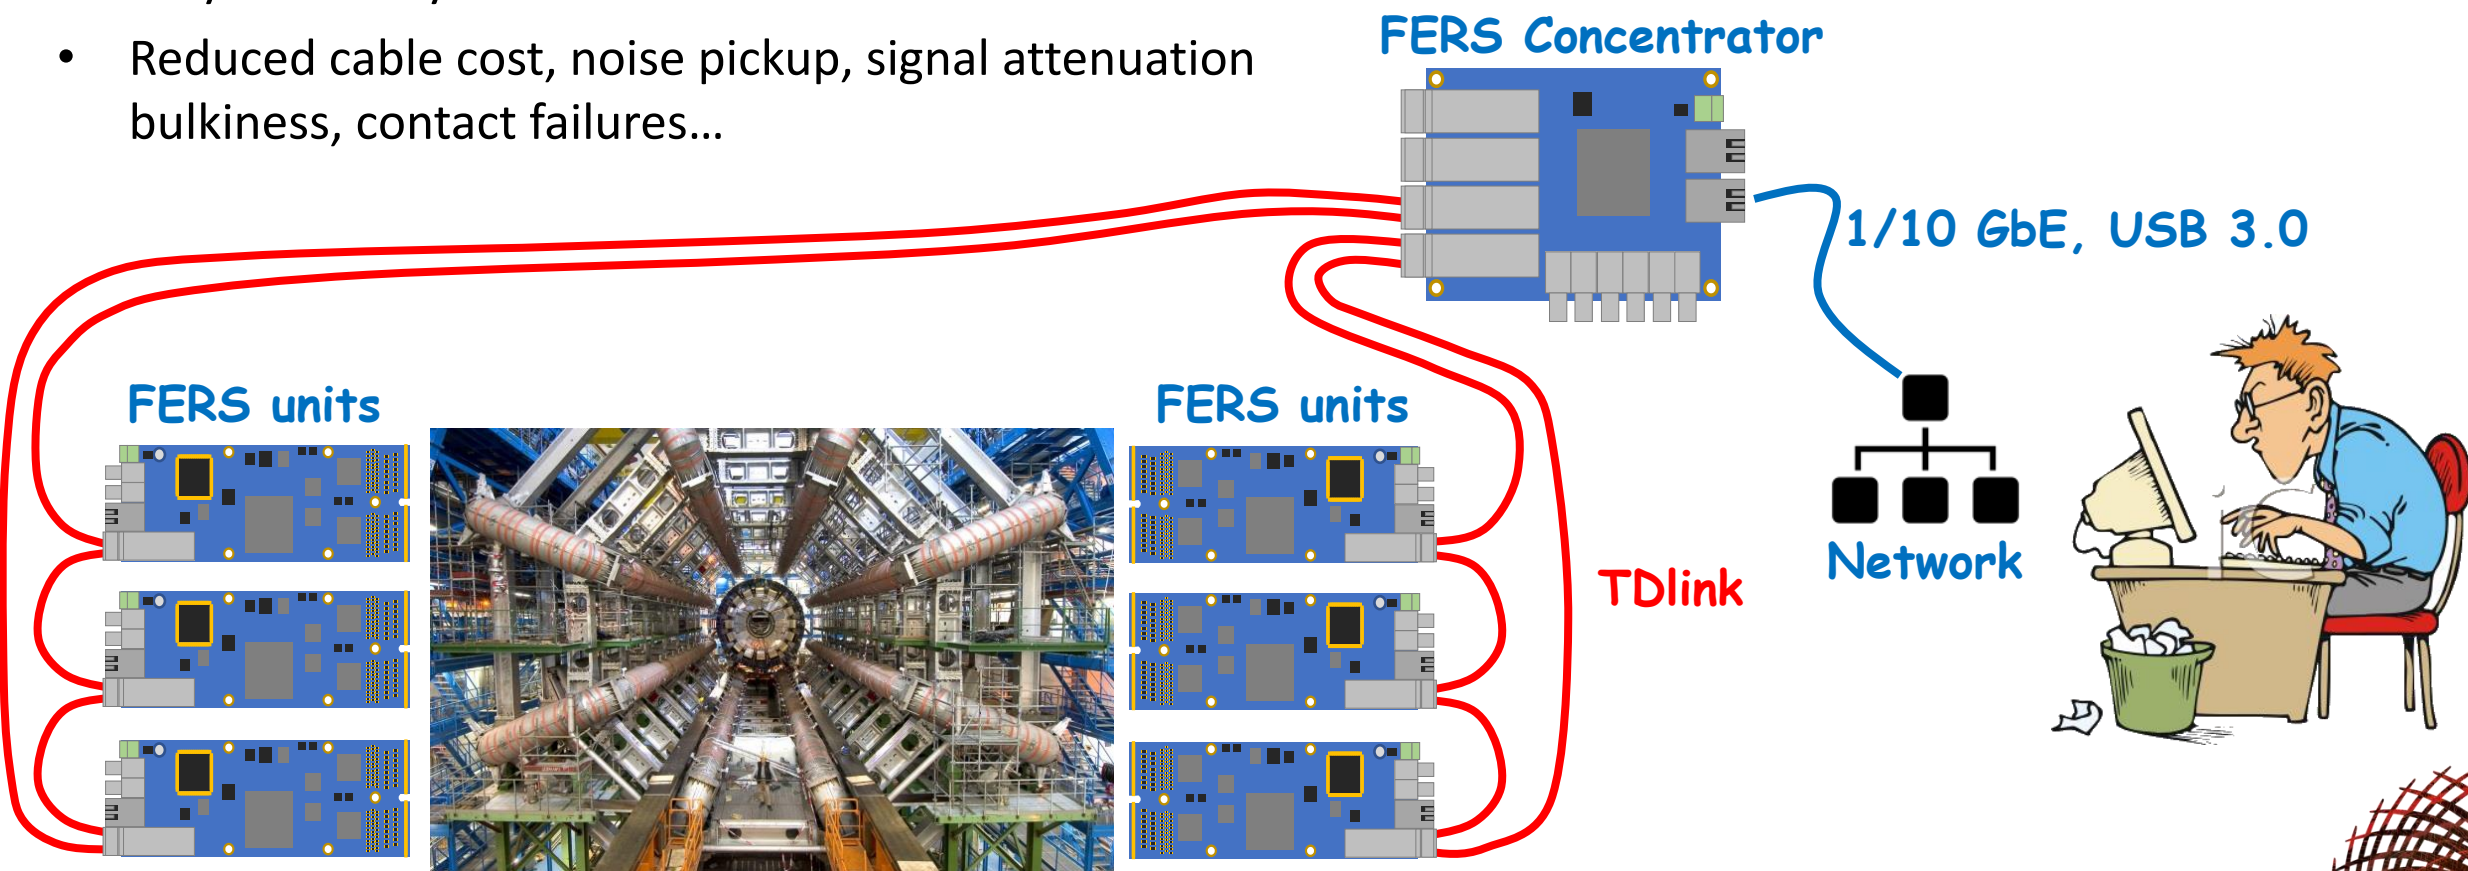 • Reduced cable cost, noise pickup, signal attenuation
bulkiness, contact failures...
FERS Concentrator
1/10 GbE, USB 3.0
FERS units
FERS units
TDlink
Network